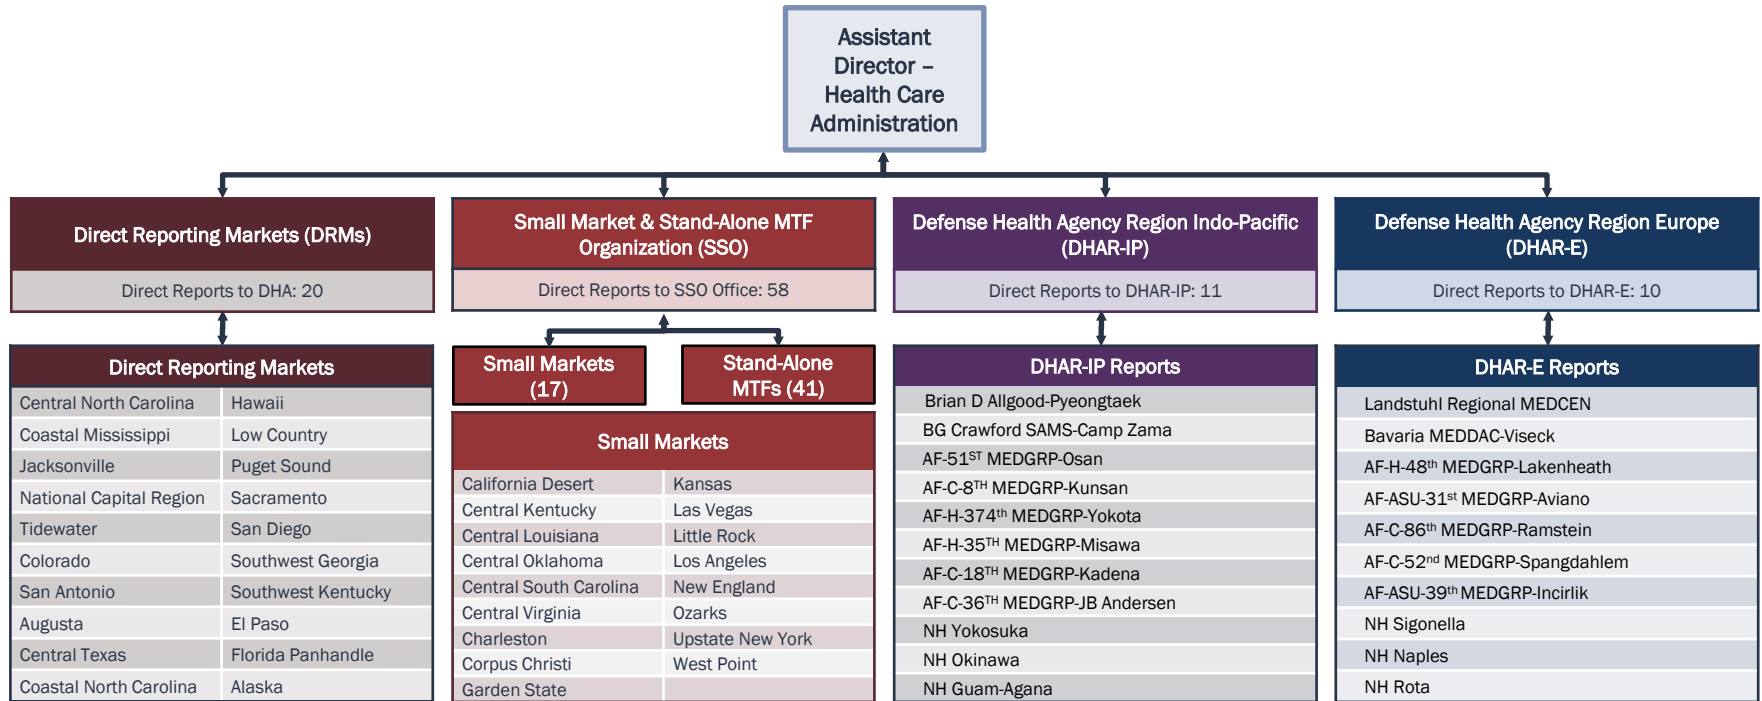 Assistant
Director –
Health Care
Administration
Direct Reporting Markets (DRMs)
Direct Reports to DHA: 20
Small Market & Stand-Alone MTF
Organization (SSO)
Direct Reports to SSO Office: 58
Defense Health Agency Region Indo-Pacific
(DHAR-IP)
Direct Reports to DHAR-IP: 11
Defense Health Agency Region Europe
(DHAR-E)
Direct Reports to DHAR-E: 10
Direct Reporting Markets
Central North Carolina Hawaii
Coastal Mississippi Low Country
Jacksonville Puget Sound
National Capital Region Sacramento
Tidewater San Diego
Colorado Southwest Georgia
San Antonio Southwest Kentucky
Augusta El Paso
Central Texas Florida Panhandle
Coastal North Carolina Alaska
Small Markets
(17)
Stand-Alone
MTFs (41)
Small Markets
California Desert Kansas
Central Kentucky Las Vegas
Central Louisiana Little Rock
Central Oklahoma Los Angeles
Central South Carolina New England
Central Virginia Ozarks
Charleston Upstate New York
Corpus Christi West Point
Garden State
DHAR-IP Reports
Brian D Allgood-Pyeongtaek
BG Crawford SAMS-Camp Zama
AF-51ST MEDGRP-Osan
AF-C-8TH MEDGRP-Kunsan
AF-H-374th MEDGRP-Yokota
AF-H-35TH MEDGRP-Misawa
AF-C-18TH MEDGRP-Kadena
AF-C-36TH MEDGRP-JB Andersen
NH Yokosuka
NH Okinawa
NH Guam-Agana
DHAR-E Reports
Landstuhl Regional MEDCEN
Bavaria MEDDAC-Viseck
AF-H-48th MEDGRP-Lakenheath
AF-ASU-31st MEDGRP-Aviano
AF-C-86th MEDGRP-Ramstein
AF-C-52nd MEDGRP-Spangdahlem
AF-ASU-39th MEDGRP-Incirlik
NH Sigonella
NH Naples
NH Rota